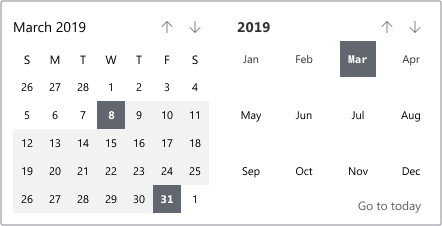 March 2019
S M T W T F S
26 27 28 1 2 3 4
5 6 7 8 9 10 11
12 13 14 15 16 17 18
19 20 21 22 23 24 25
26 27 28 29 30 31 1
2019
Jan Feb Mar Apr
May Jun Jul Aug
Sep Oct Nov Dec
Go to today